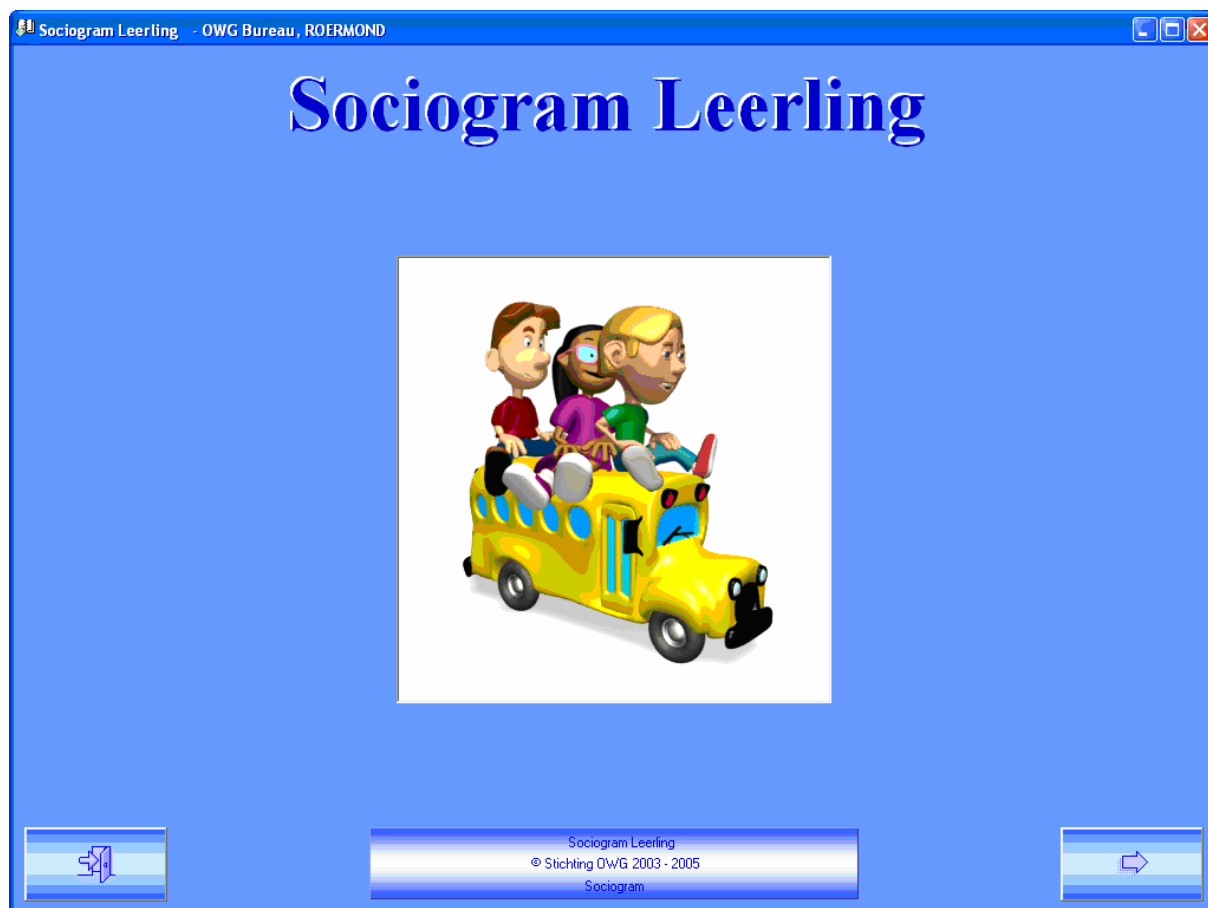 Sociogram Leerling - OWG Bureau, ROERMOND
Sociogram Leerling
Sociogram Leerling
© Stichting OWG 2003 - 2005
Sociogram